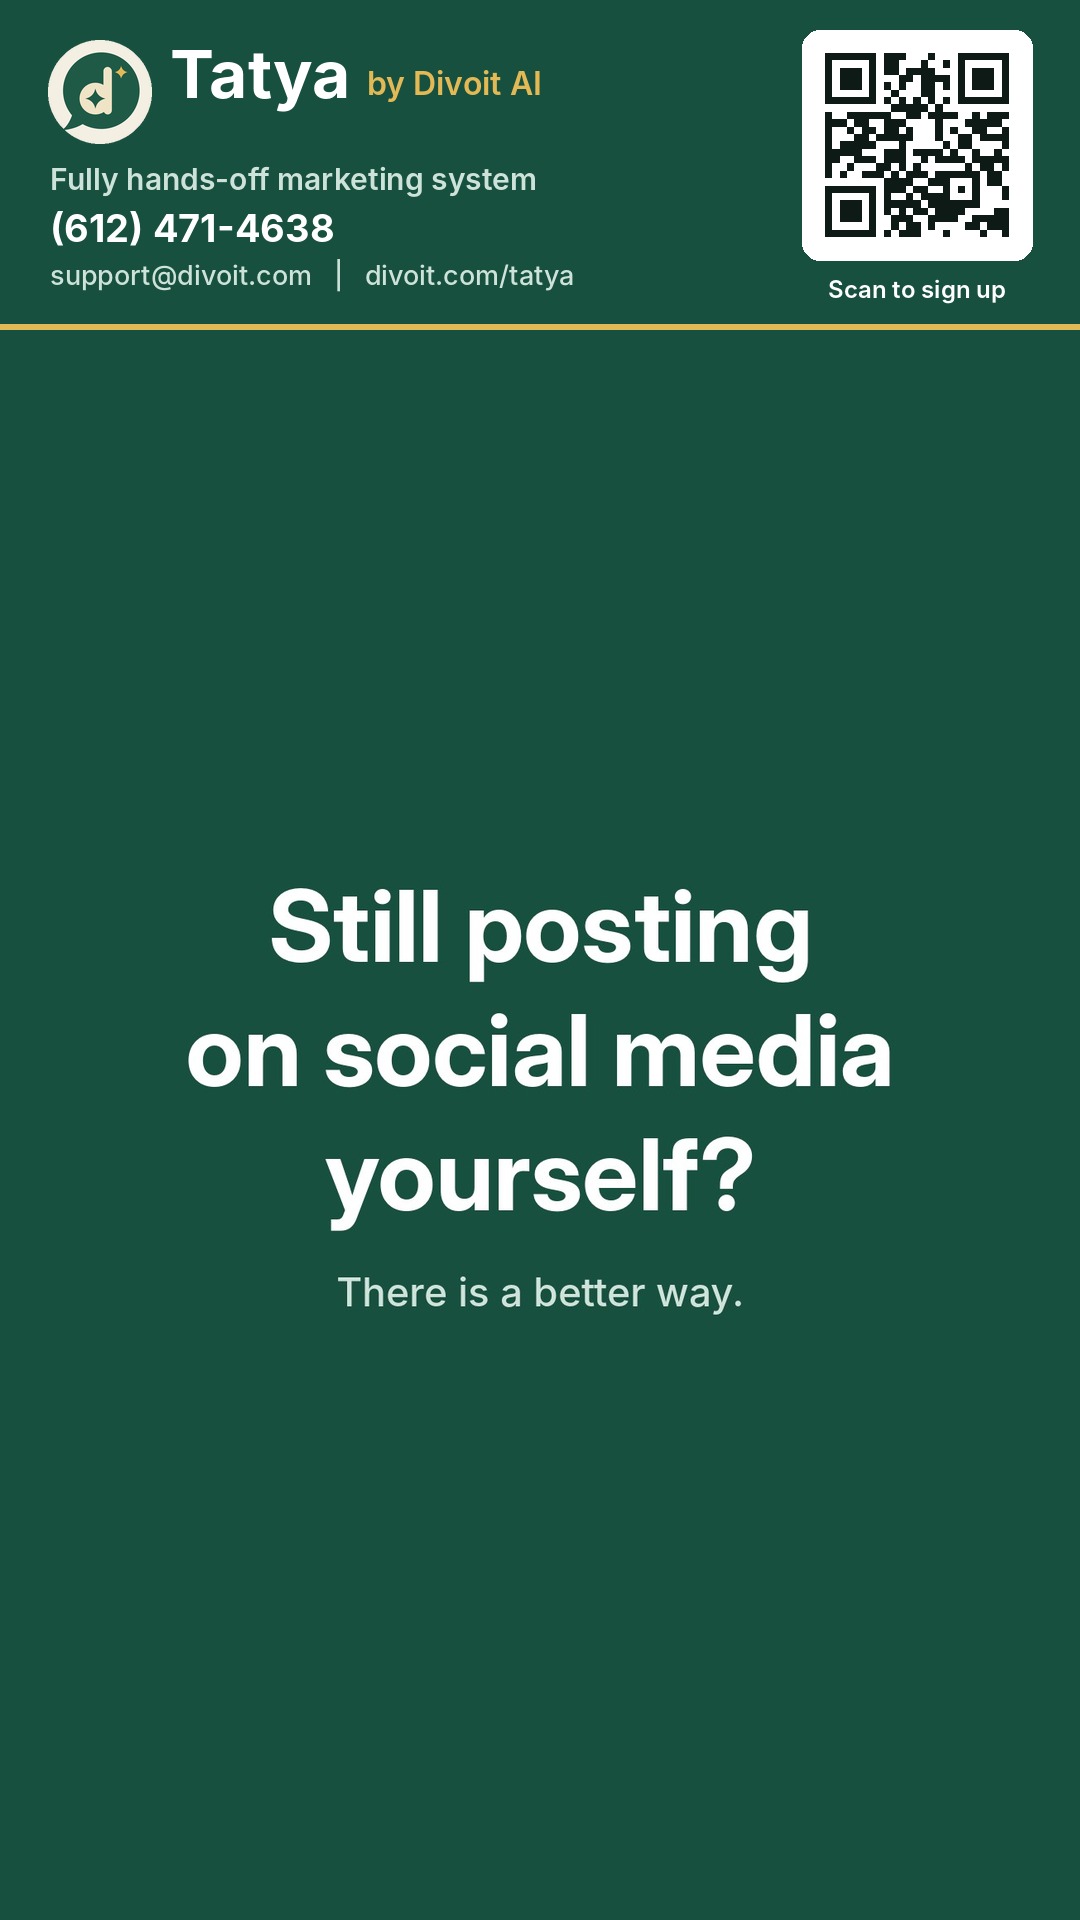 Tatya by Divoit AI
Fully hands-off marketing system
(612) 471-4638
support@divoit.com | divoit.com/tatya
Scan to sign up
Still posting
on social media
yourself?
There is a better way.